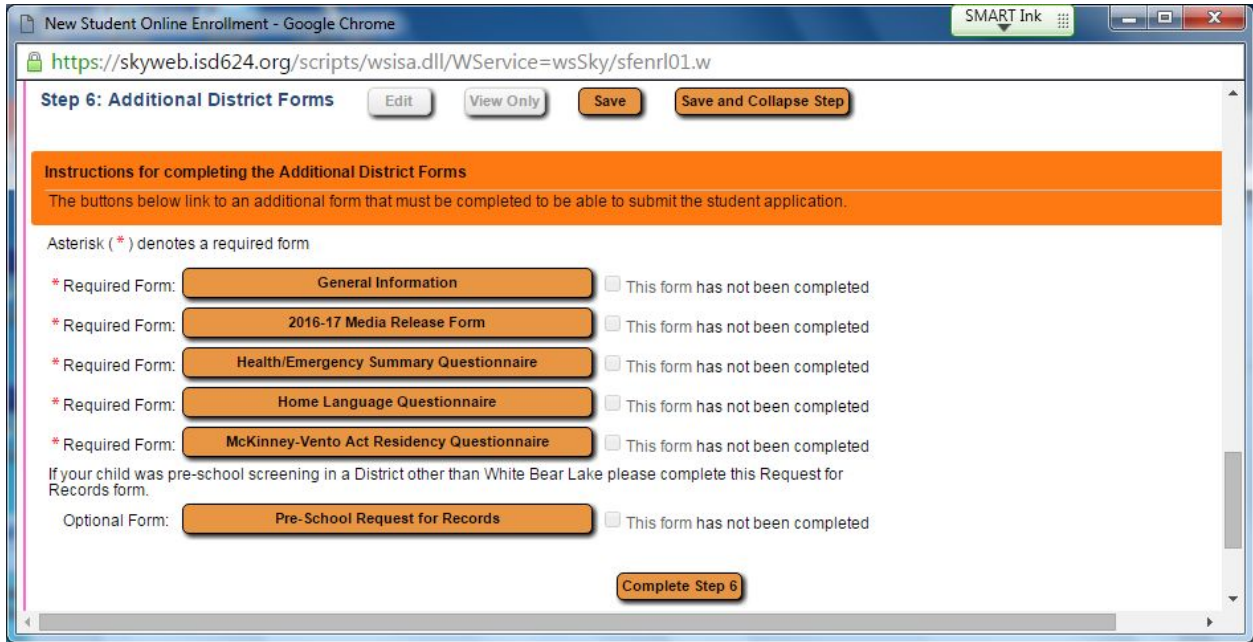 New Student Online Enrollment - Google Chrome
SMART Ink
https://skyweb.isd624.org/scripts/wsisa.dll/WService=wsSky/sfenrl01.w
Step 6: Additional District Forms Edit View Only Save Save and Collapse Step
Instructions for completing the Additional District Forms
The buttons below link to an additional form that must be completed to be able to submit the student application.
Asterisk ( * ) denotes a required form
* Required Form: General Information This form has not been completed
* Required Form: 2016-17 Media Release Form This form has not been completed
* Required Form: Health/Emergency Summary Questionnaire This form has not been completed
* Required Form: Home Language Questionnaire This form has not been completed
* Required Form: McKinney-Vento Act Residency Questionnaire This form has not been completed
If your child was pre-school screening in a District other than White Bear Lake please complete this Request for
Records form.
Optional Form: Pre-School Request for Records This form has not been completed
Complete Step 6